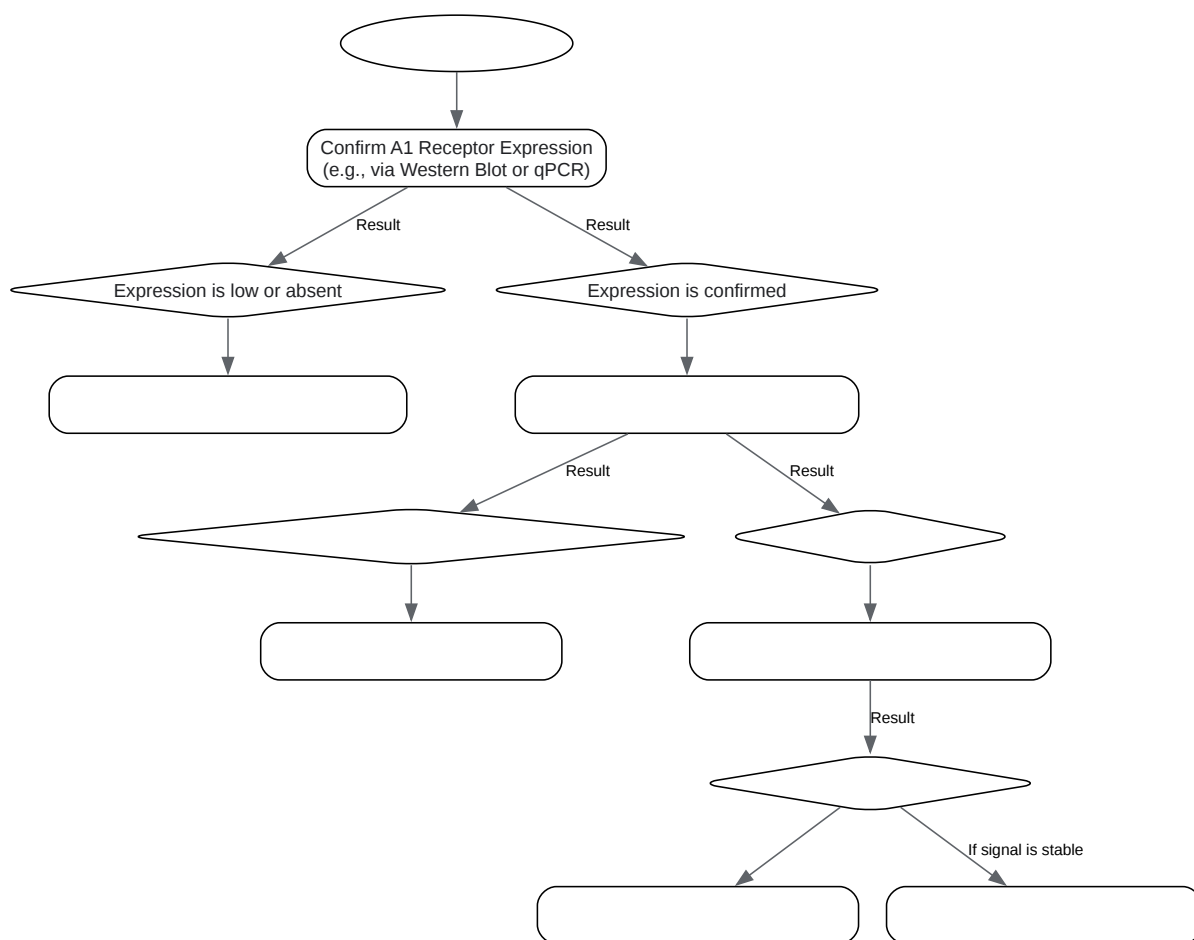 Confirm A1 Receptor Expression
(e.g., via Western Blot or qPCR)
Result
Result
Expression is low or absent
Expression is confirmed
Result
Result
Result
If signal is stable